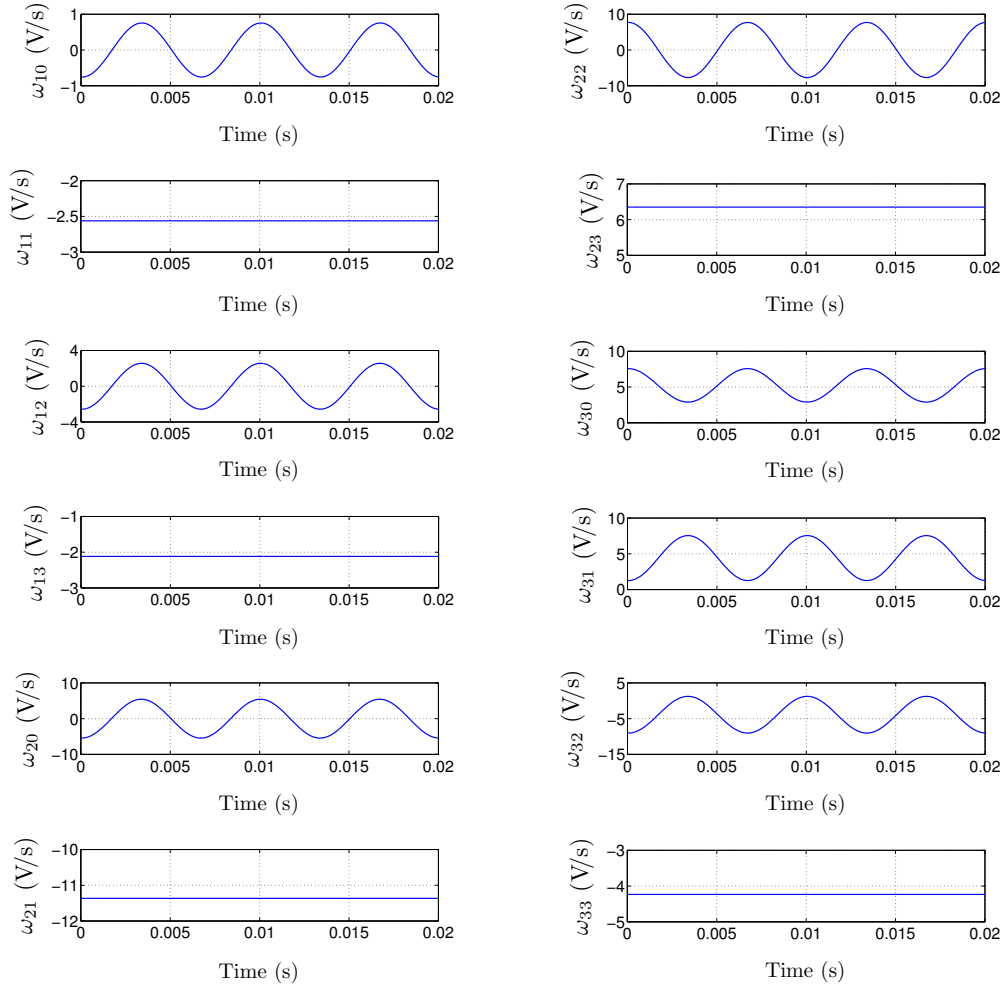 ω10 (V/s)
1
0
−1
0 0.005 0.01 0.015 0.02
Time (s)
ω11 (V/s)
−2
−2.5
−3
0 0.005 0.01 0.015 0.02
Time (s)
ω12 (V/s)
4
0
−4
0 0.005 0.01 0.015 0.02
Time (s)
ω13 (V/s)
−1
−2
−3
0 0.005 0.01 0.015 0.02
Time (s)
ω20 (V/s)
10
0
−10
0 0.005 0.01 0.015 0.02
Time (s)
ω21 (V/s)
−10
−11
−12
0 0.005 0.01 0.015 0.02
Time (s)
ω22 (V/s)
10
0
−10
0 0.005 0.01 0.015 0.02
Time (s)
ω23 (V/s)
7
6
5
0 0.005 0.01 0.015 0.02
Time (s)
ω30 (V/s)
10
5
0
0 0.005 0.01 0.015 0.02
Time (s)
ω31 (V/s)
10
5
0
0 0.005 0.01 0.015 0.02
Time (s)
ω32 (V/s)
5
−5
−15
0 0.005 0.01 0.015 0.02
Time (s)
ω33 (V/s)
−3
−4
−5
0 0.005 0.01 0.015 0.02
Time (s)